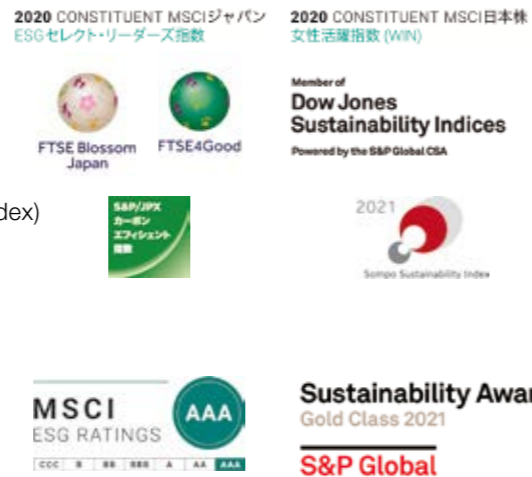 2020 CONSTITUENT MSCIジャパン
ESGセレクト・リーダーズ指数
2020 CONSTITUENT MSCI日本株
女性活躍指数 (WIN)
FTSE Blossom
Japan
FTSE4Good
Member of
Dow Jones
Sustainability Indices
Powered by the S&P Global CSA
dex)
S&P/JPX
カーボン
エフィシェント
指数
2021
Sompo Sustainability Index
MSCI
ESG RATINGS
AAA
CCC B BB BBB A AA AAA
Sustainability Awar
Gold Class 2021
S&P Global